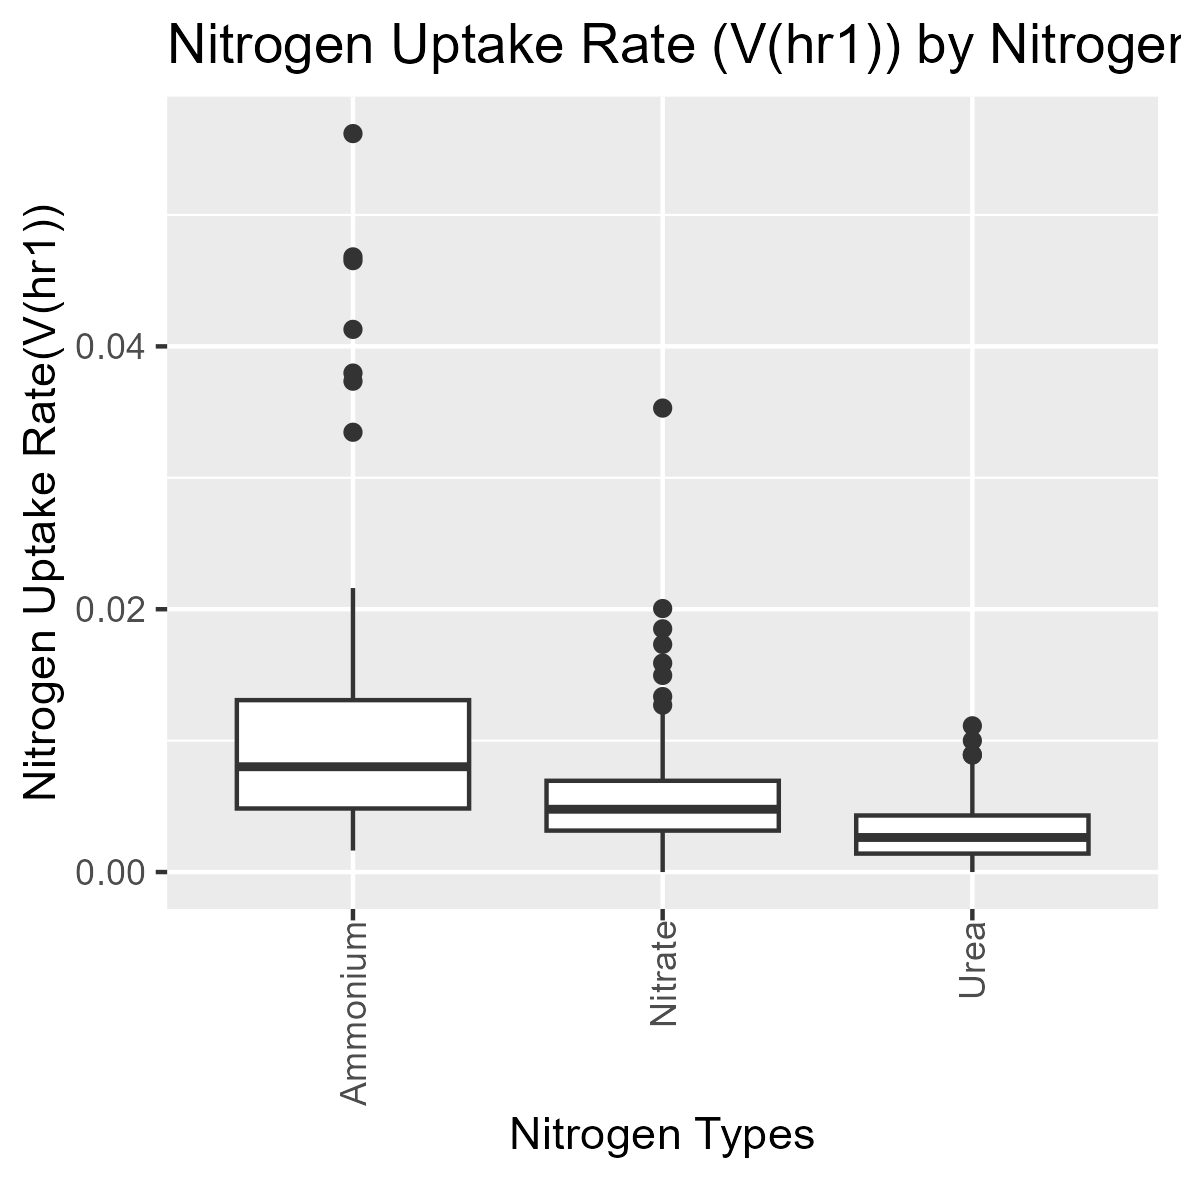 Nitrogen Uptake Rate (V(hr1)) by Nitroger
Nitrogen Uptake Rate(V(hr1))
0.04
0.02
0.00
Ammonium
Nitrate
Urea
Nitrogen Types